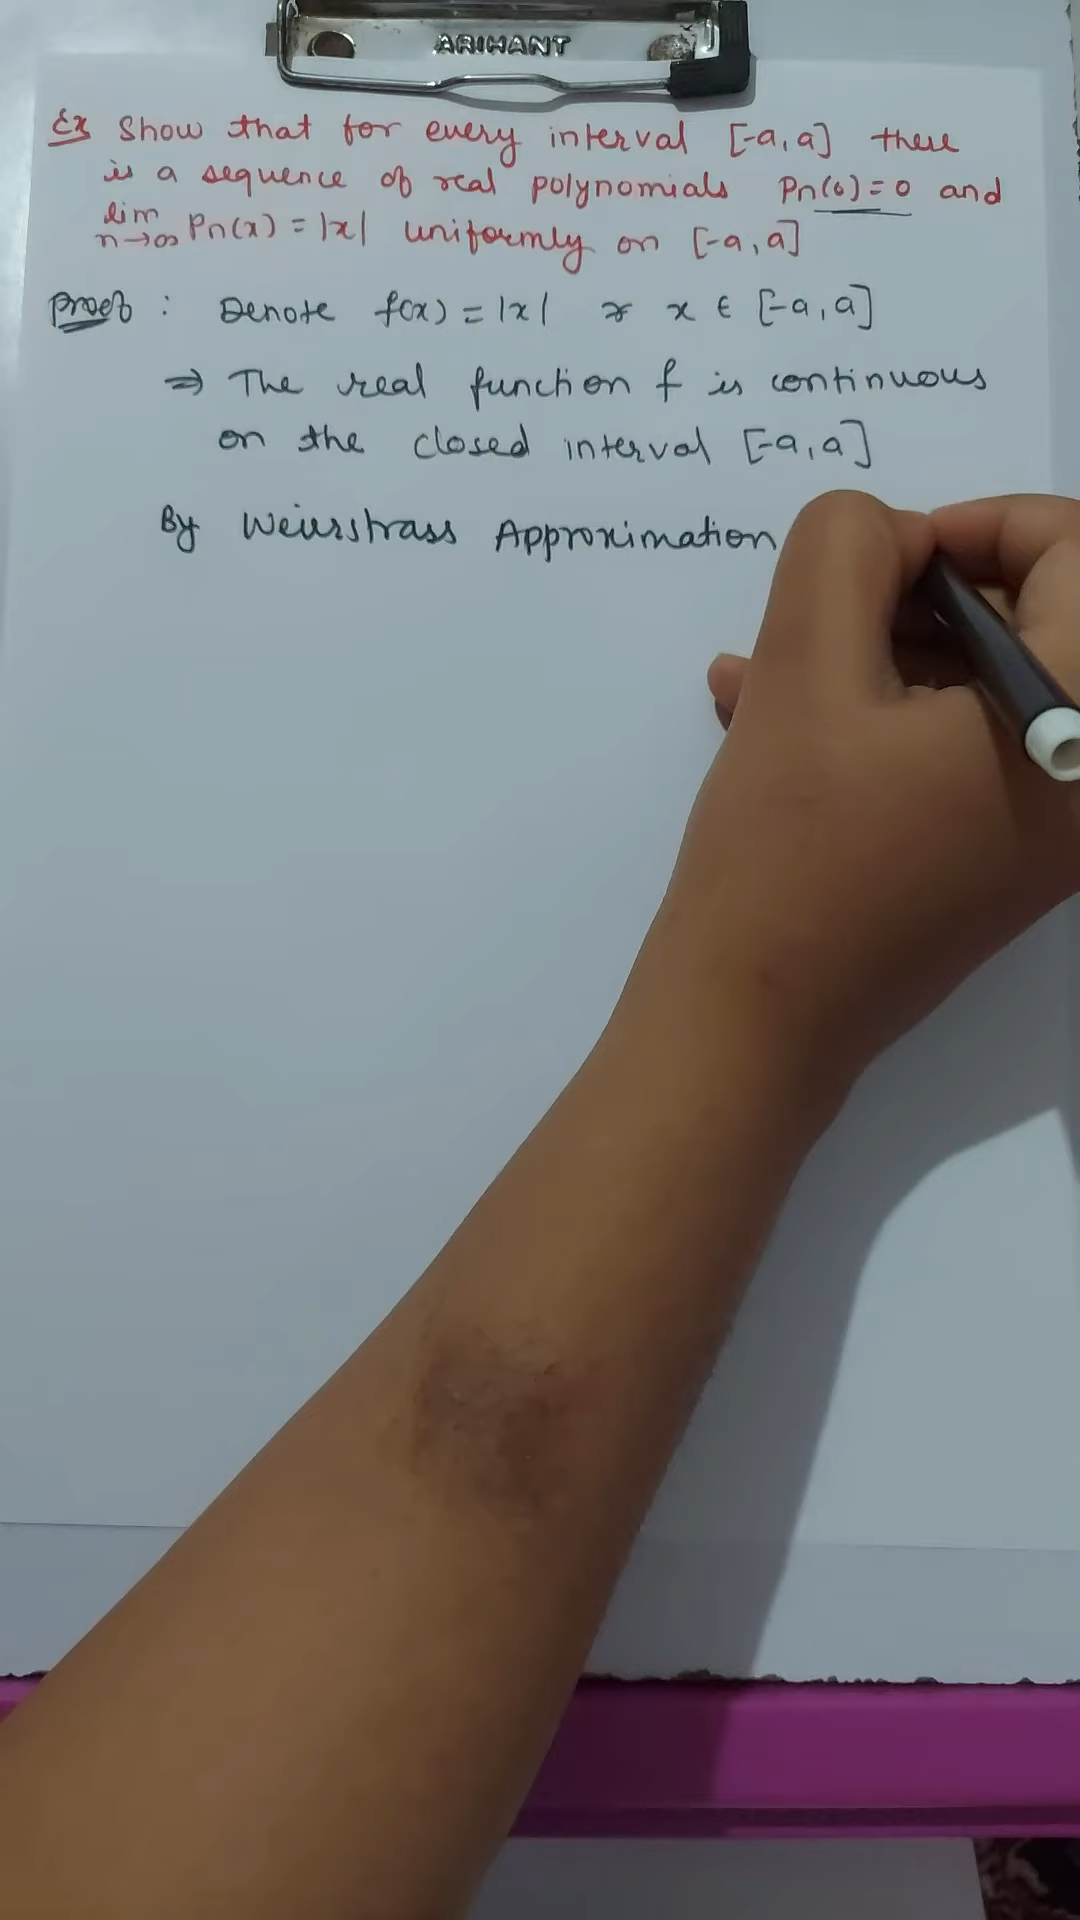 ARIHANT
Ex Show that for every interval [-a, a] there
is a sequence of real polynomials Pn(0) = 0 and
lim n→∞ Pn(x) = |x| uniformly on [-a, a]
Proof : Denote f(x) = |x| & x ∈ [-a, a]
⇒ The real function f is continuous
on the closed interval [-a, a]
By Weierstrass Approximation